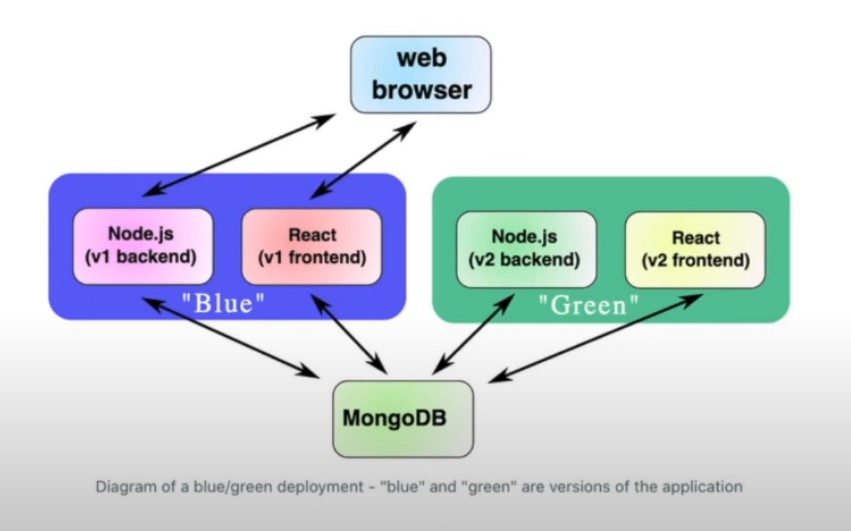 web
browser
Node.js
(v1 backend)
React
(v1 frontend)
"Blue"
Node.js
(v2 backend)
React
(v2 frontend)
"Green"
MongoDB
Diagram of a blue/green deployment - "blue" and "green" are versions of the application